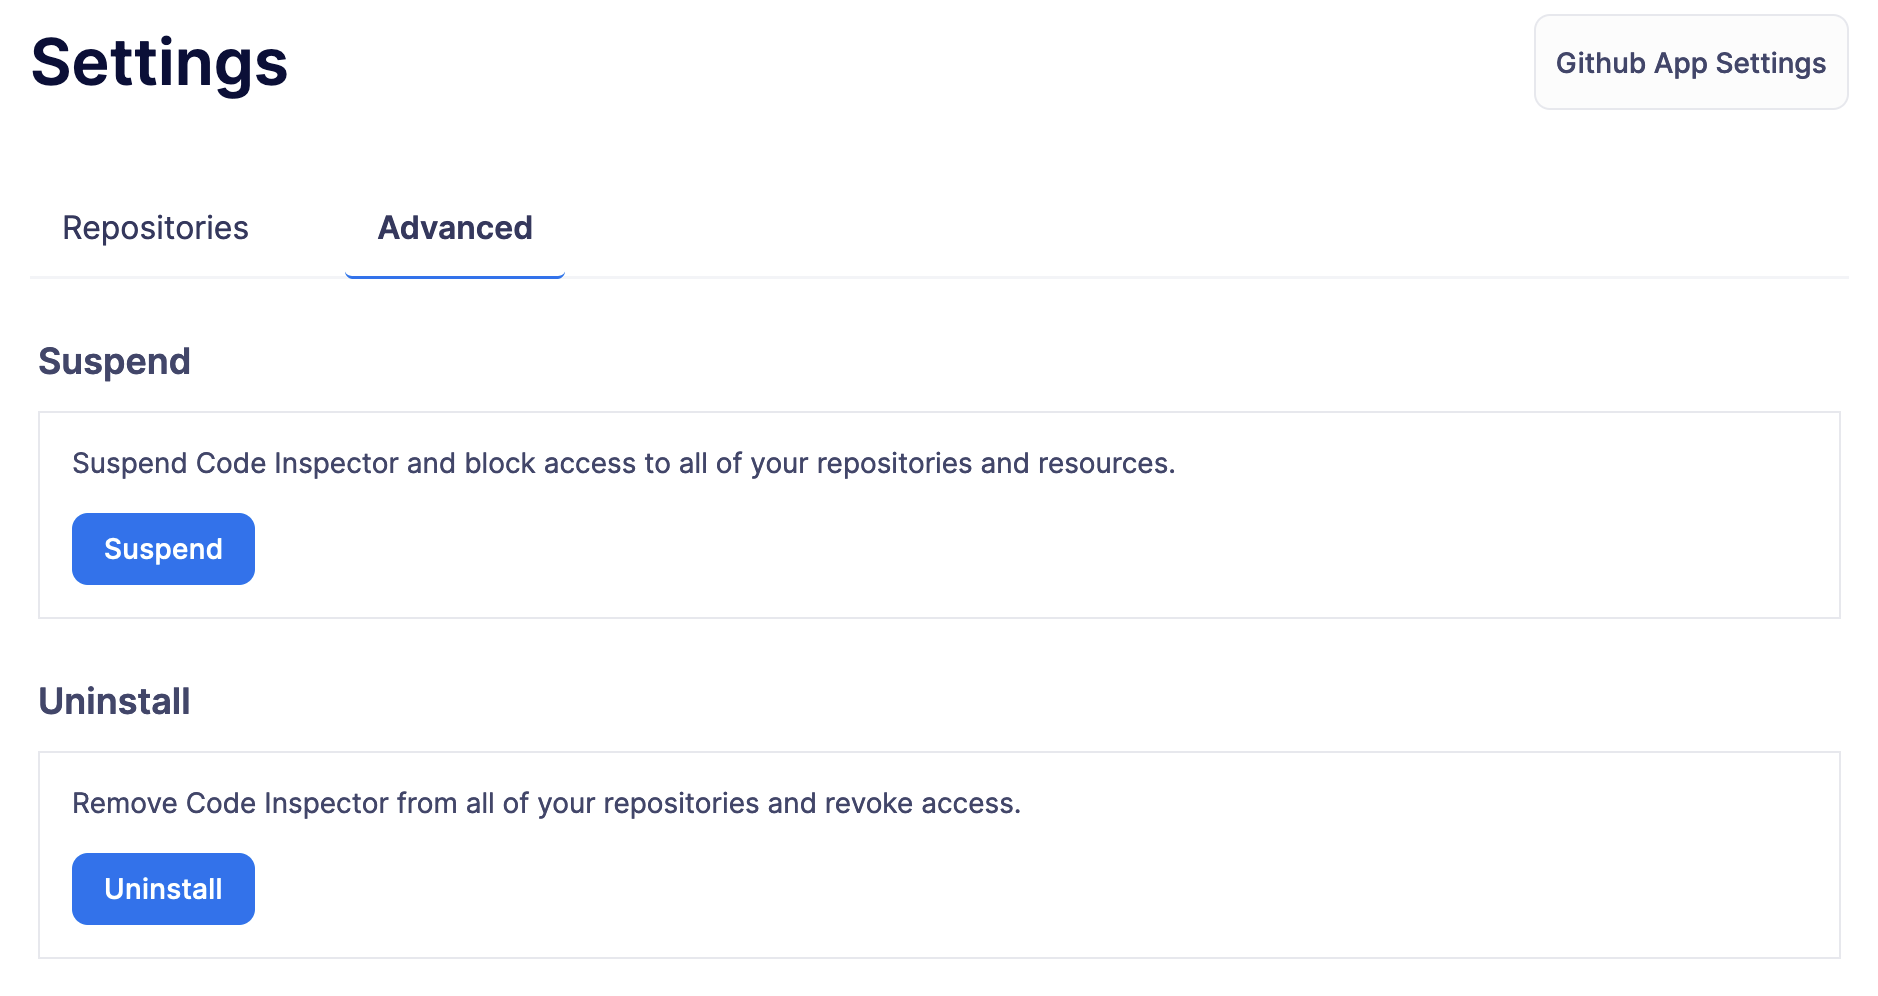 Settings
Github App Settings
Repositories
Advanced
Suspend
Suspend Code Inspector and block access to all of your repositories and resources.
Suspend
Uninstall
Remove Code Inspector from all of your repositories and revoke access.
Uninstall